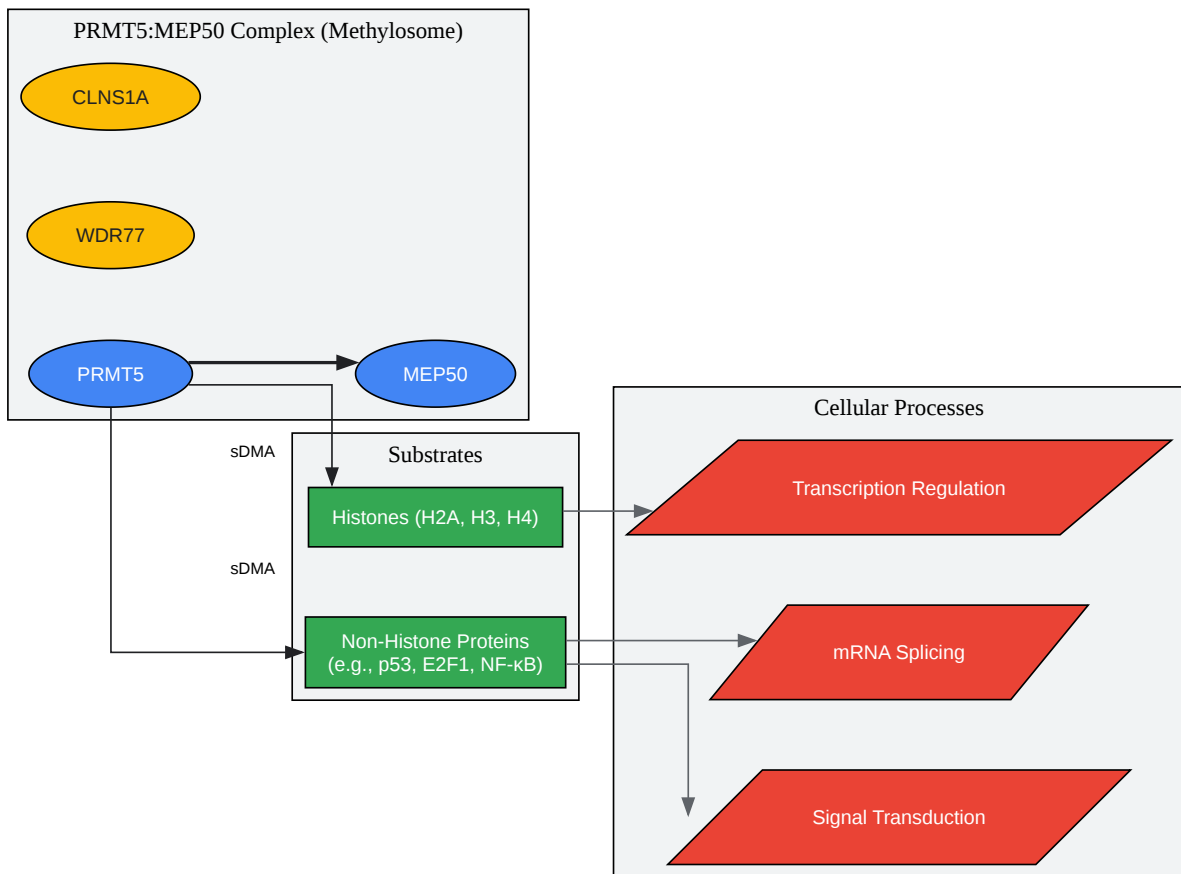 PRMT5:MEP50 Complex (Methylosome)
CLNS1A
WDR77
PRMT5
MEP50
sDMA
sDMA
Substrates
Histones (H2A, H3, H4)
Non-Histone Proteins
(e.g., p53, E2F1, NF-κB)
Cellular Processes
Transcription Regulation
mRNA Splicing
Signal Transduction